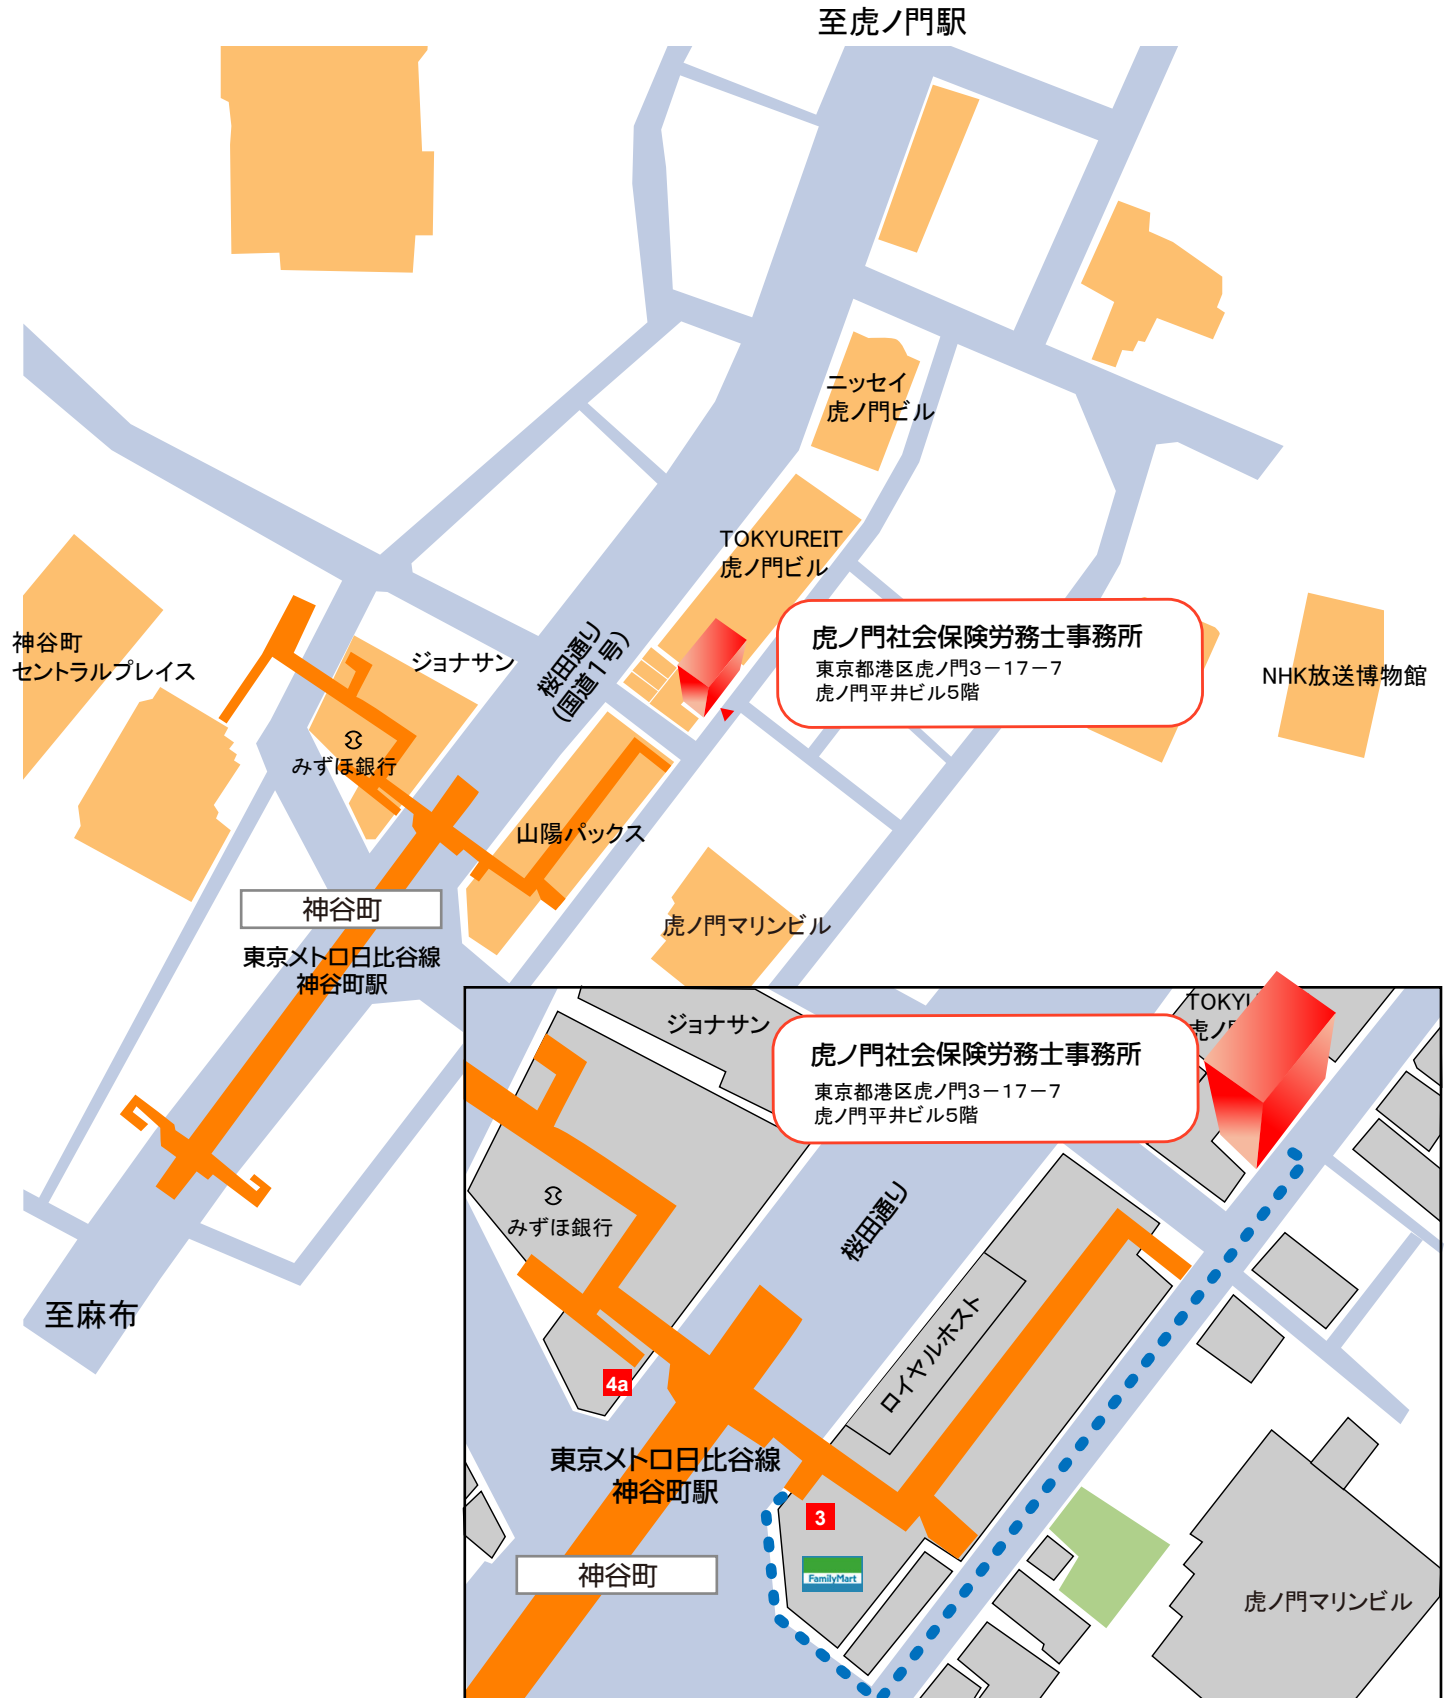 至虎ノ門駅
ニッセイ
虎ノ門ビル
TOKYUREIT
虎ノ門ビル
桜田通り
(国道1号)
虎ノ門社会保険労務士事務所
東京都港区虎ノ門3－17－7
虎ノ門平井ビル5階
神谷町
セントラルプレイス
ジョナサン
NHK放送博物館
みずほ銀行
山陽パックス
神谷町
虎ノ門マリンビル
東京メトロ日比谷線
神谷町駅
至麻布
ジョナサン
TOKYU
虎ノ
虎ノ門社会保険労務士事務所
東京都港区虎ノ門3－17－7
虎ノ門平井ビル5階
みずほ銀行
桜田通り
ロイヤルホスト
4a
東京メトロ日比谷線
神谷町駅
3
神谷町
FamilyMart
虎ノ門マリンビル